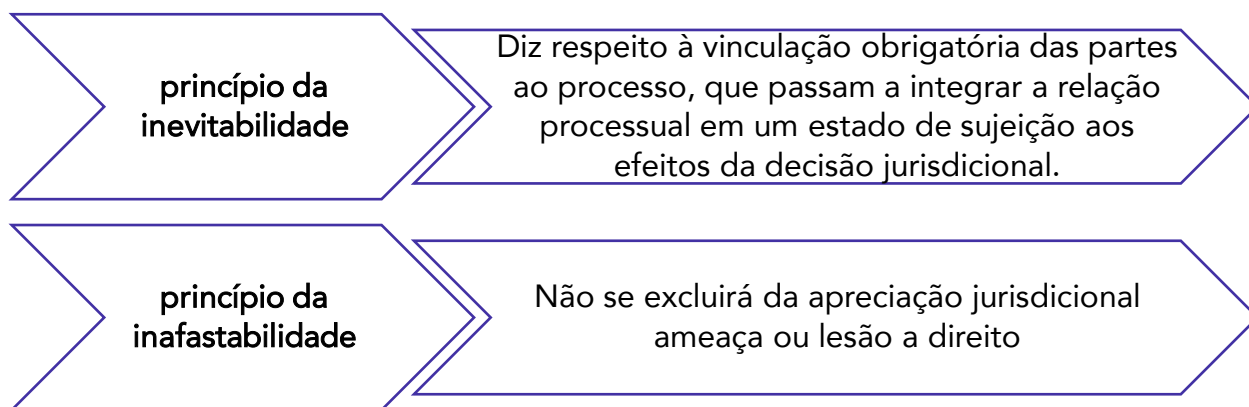 princípio da
inevitabilidade
Diz respeito à vinculação obrigatória das partes
ao processo, que passam a integrar a relação
processual em um estado de sujeição aos
efeitos da decisão jurisdicional.
princípio da
inafastabilidade
Não se excluirá da apreciação jurisdicional
ameaça ou lesão a direito